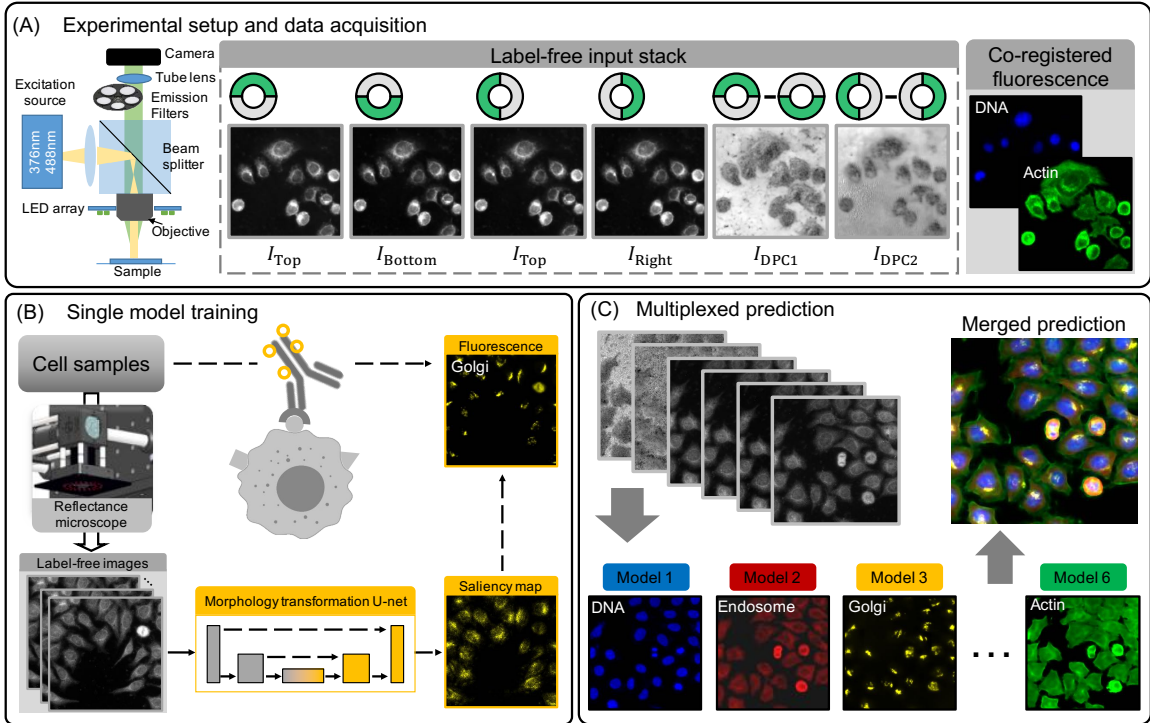 (A) Experimental setup and data acquisition
Camera
Tube lens
Excitation
source
Emission
Filters
376nm
488nm
Beam
splitter
LED array
Objective
Sample
Label-free input stack
I_Top
I_Bottom
I_Top
I_Right
I_DPC1
I_DPC2
Co-registered
fluorescence
DNA
Actin
(B) Single model training
Cell samples
Reflectance
microscope
Label-free images
Morphology transformation U-net
Fluorescence
Golgi
Saliency map
(C) Multiplexed prediction
Merged prediction
Model 1
Model 2
Model 3
Model 6
DNA
Endosome
Golgi
...
Actin